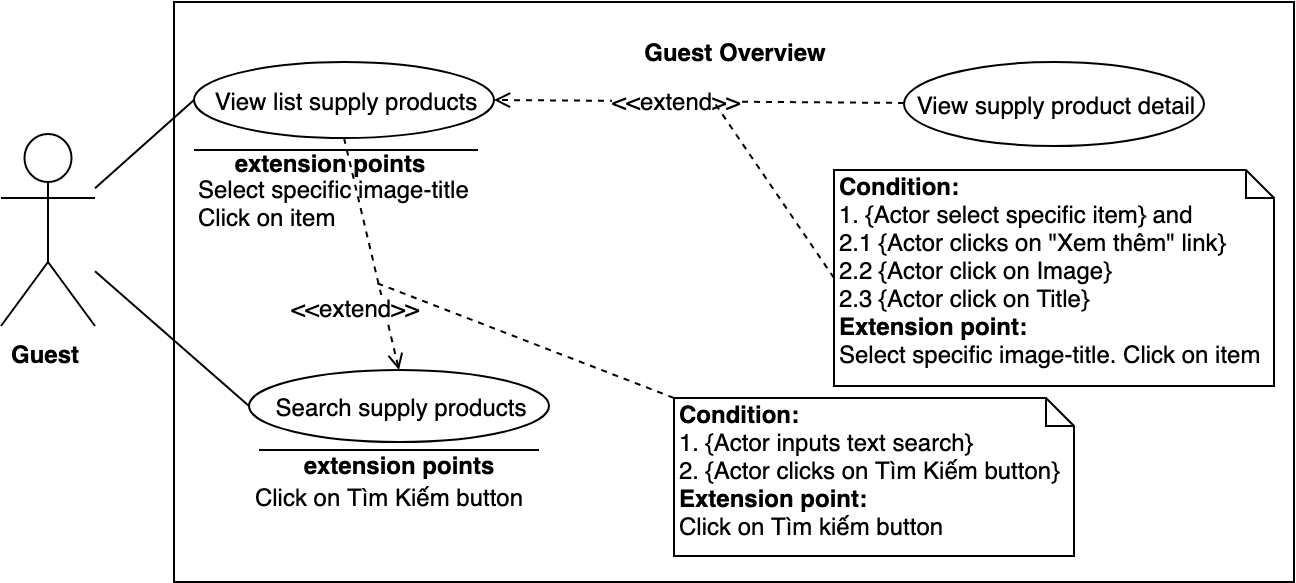 Guest Overview
View list supply products
<<extend>>
View supply product detail
extension points
Select specific image-title
Click on item
Condition:
1. {Actor select specific item} and
2.1 {Actor clicks on "Xem thêm" link}
2.2 {Actor click on Image}
2.3 {Actor click on Title}
Extension point:
Select specific image-title. Click on item
<<extend>>
Guest
Search supply products
extension points
Click on Tìm Kiếm button
Condition:
1. {Actor inputs text search}
2. {Actor clicks on Tìm Kiếm button}
Extension point:
Click on Tìm kiếm button